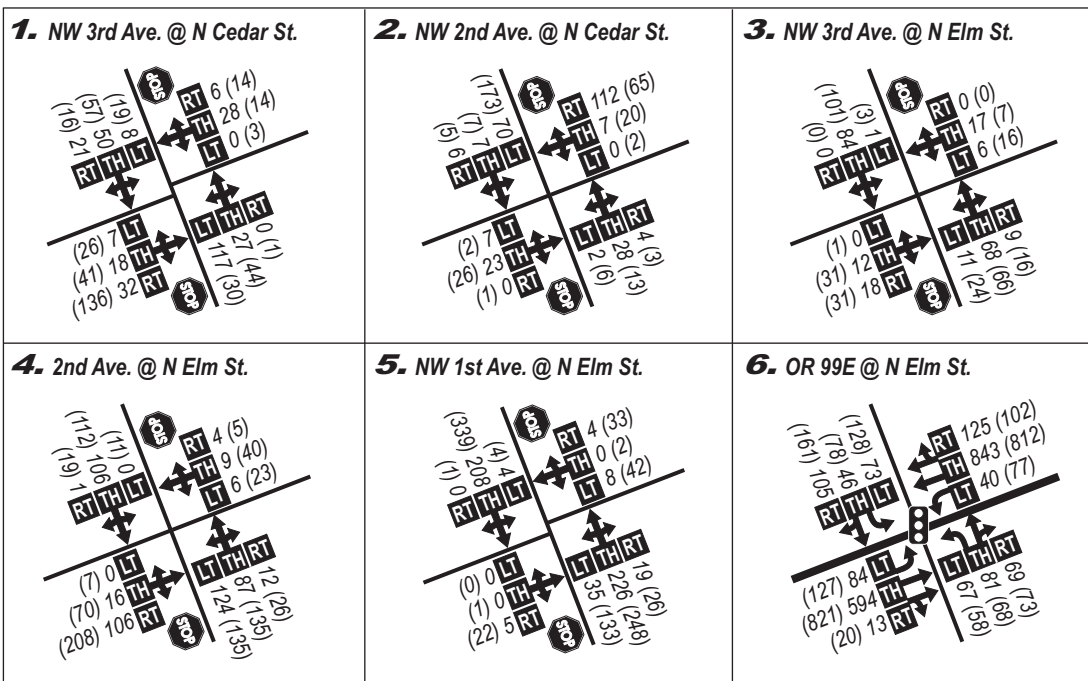 1. NW 3rd Ave. @ N Cedar St.
STOP
RT 6 (14)
TH 28 (14)
LT 0 (3)
(16) 21 RT
(57) 50 TH
(19) 8 LT
(26) 7 LT
(41) 18 TH
(136) 32 RT
STOP
LT 117 (30)
TH 27 (44)
RT 0 (1)
2. NW 2nd Ave. @ N Cedar St.
STOP
RT 112 (65)
TH 7 (20)
LT 0 (2)
(5) 6 RT
(7) 7 TH
(173) 70 LT
(2) 7 LT
(26) 23 TH
(1) 0 RT
STOP
LT 2 (6)
TH 28 (13)
RT 4 (3)
3. NW 3rd Ave. @ N Elm St.
STOP
RT 0 (0)
TH 17 (7)
LT 6 (16)
(0) 0 RT
(101) 84 TH
(3) 1 LT
(1) 0 LT
(31) 12 TH
(31) 18 RT
STOP
LT 11 (24)
TH 68 (66)
RT 9 (16)
4. 2nd Ave. @ N Elm St.
STOP
RT 4 (5)
TH 9 (40)
LT 6 (23)
(19) 1 RT
(112) 106 TH
(11) 0 LT
(7) 0 LT
(70) 16 TH
(208) 106 RT
STOP
LT 124 (135)
TH 87 (135)
RT 12 (26)
5. NW 1st Ave. @ N Elm St.
STOP
RT 4 (33)
TH 0 (2)
LT 8 (42)
(1) 0 RT
(339) 208 TH
(4) 4 LT
(0) 0 LT
(1) 0 TH
(22) 5 RT
STOP
LT 35 (133)
TH 226 (248)
RT 19 (26)
6. OR 99E @ N Elm St.
RT 125 (102)
TH 843 (812)
LT 40 (77)
(161) 105 RT
(78) 46 TH
(128) 73 LT
(127) 84 LT
(821) 594 TH
(20) 13 RT
LT 67 (58)
TH 81 (68)
RT 69 (73)